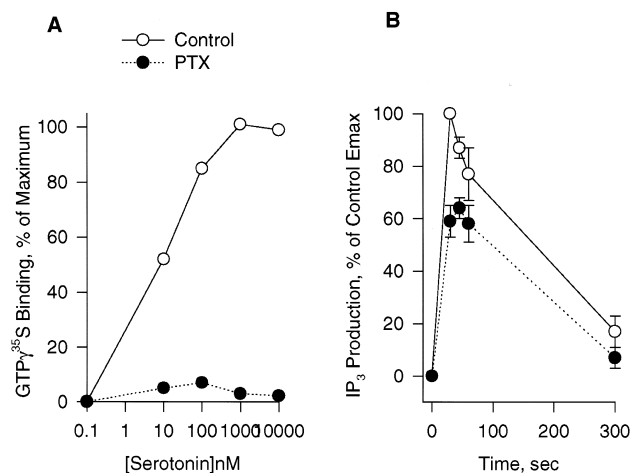 A
B
Control
PTX
GTPγ³⁵S Binding, % of Maximum
100
80
60
40
20
0
0.1 1 10 100 1000 10000
[Serotonin]nM
IP₃ Production, % of Control Emax
100
80
60
40
20
0
0 100 200 300
Time, sec